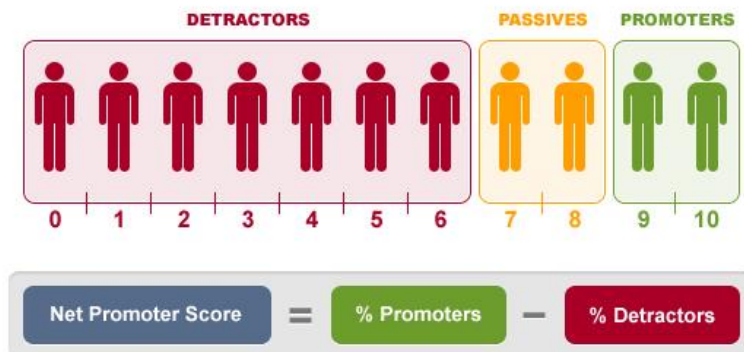 DETRACTORS PASSIVES PROMOTERS
0 1 2 3 4 5 6 7 8 9 10
Net Promoter Score = % Promoters − % Detractors